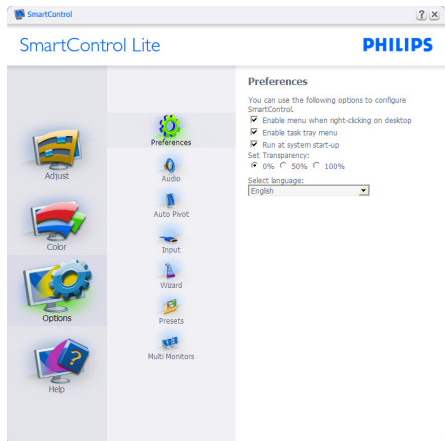 SmartControl
SmartControl Lite
PHILIPS
Adjust
Color
Options
Help
Preferences
Audio
Auto Pivot
Input
Wizard
Presets
Multi Monitors
Preferences
You can use the following options to configure
SmartControl.
Enable menu when right-clicking on desktop
Enable task tray menu
Run at system start-up
Set Transparency:
0% 50% 100%
Select language:
English